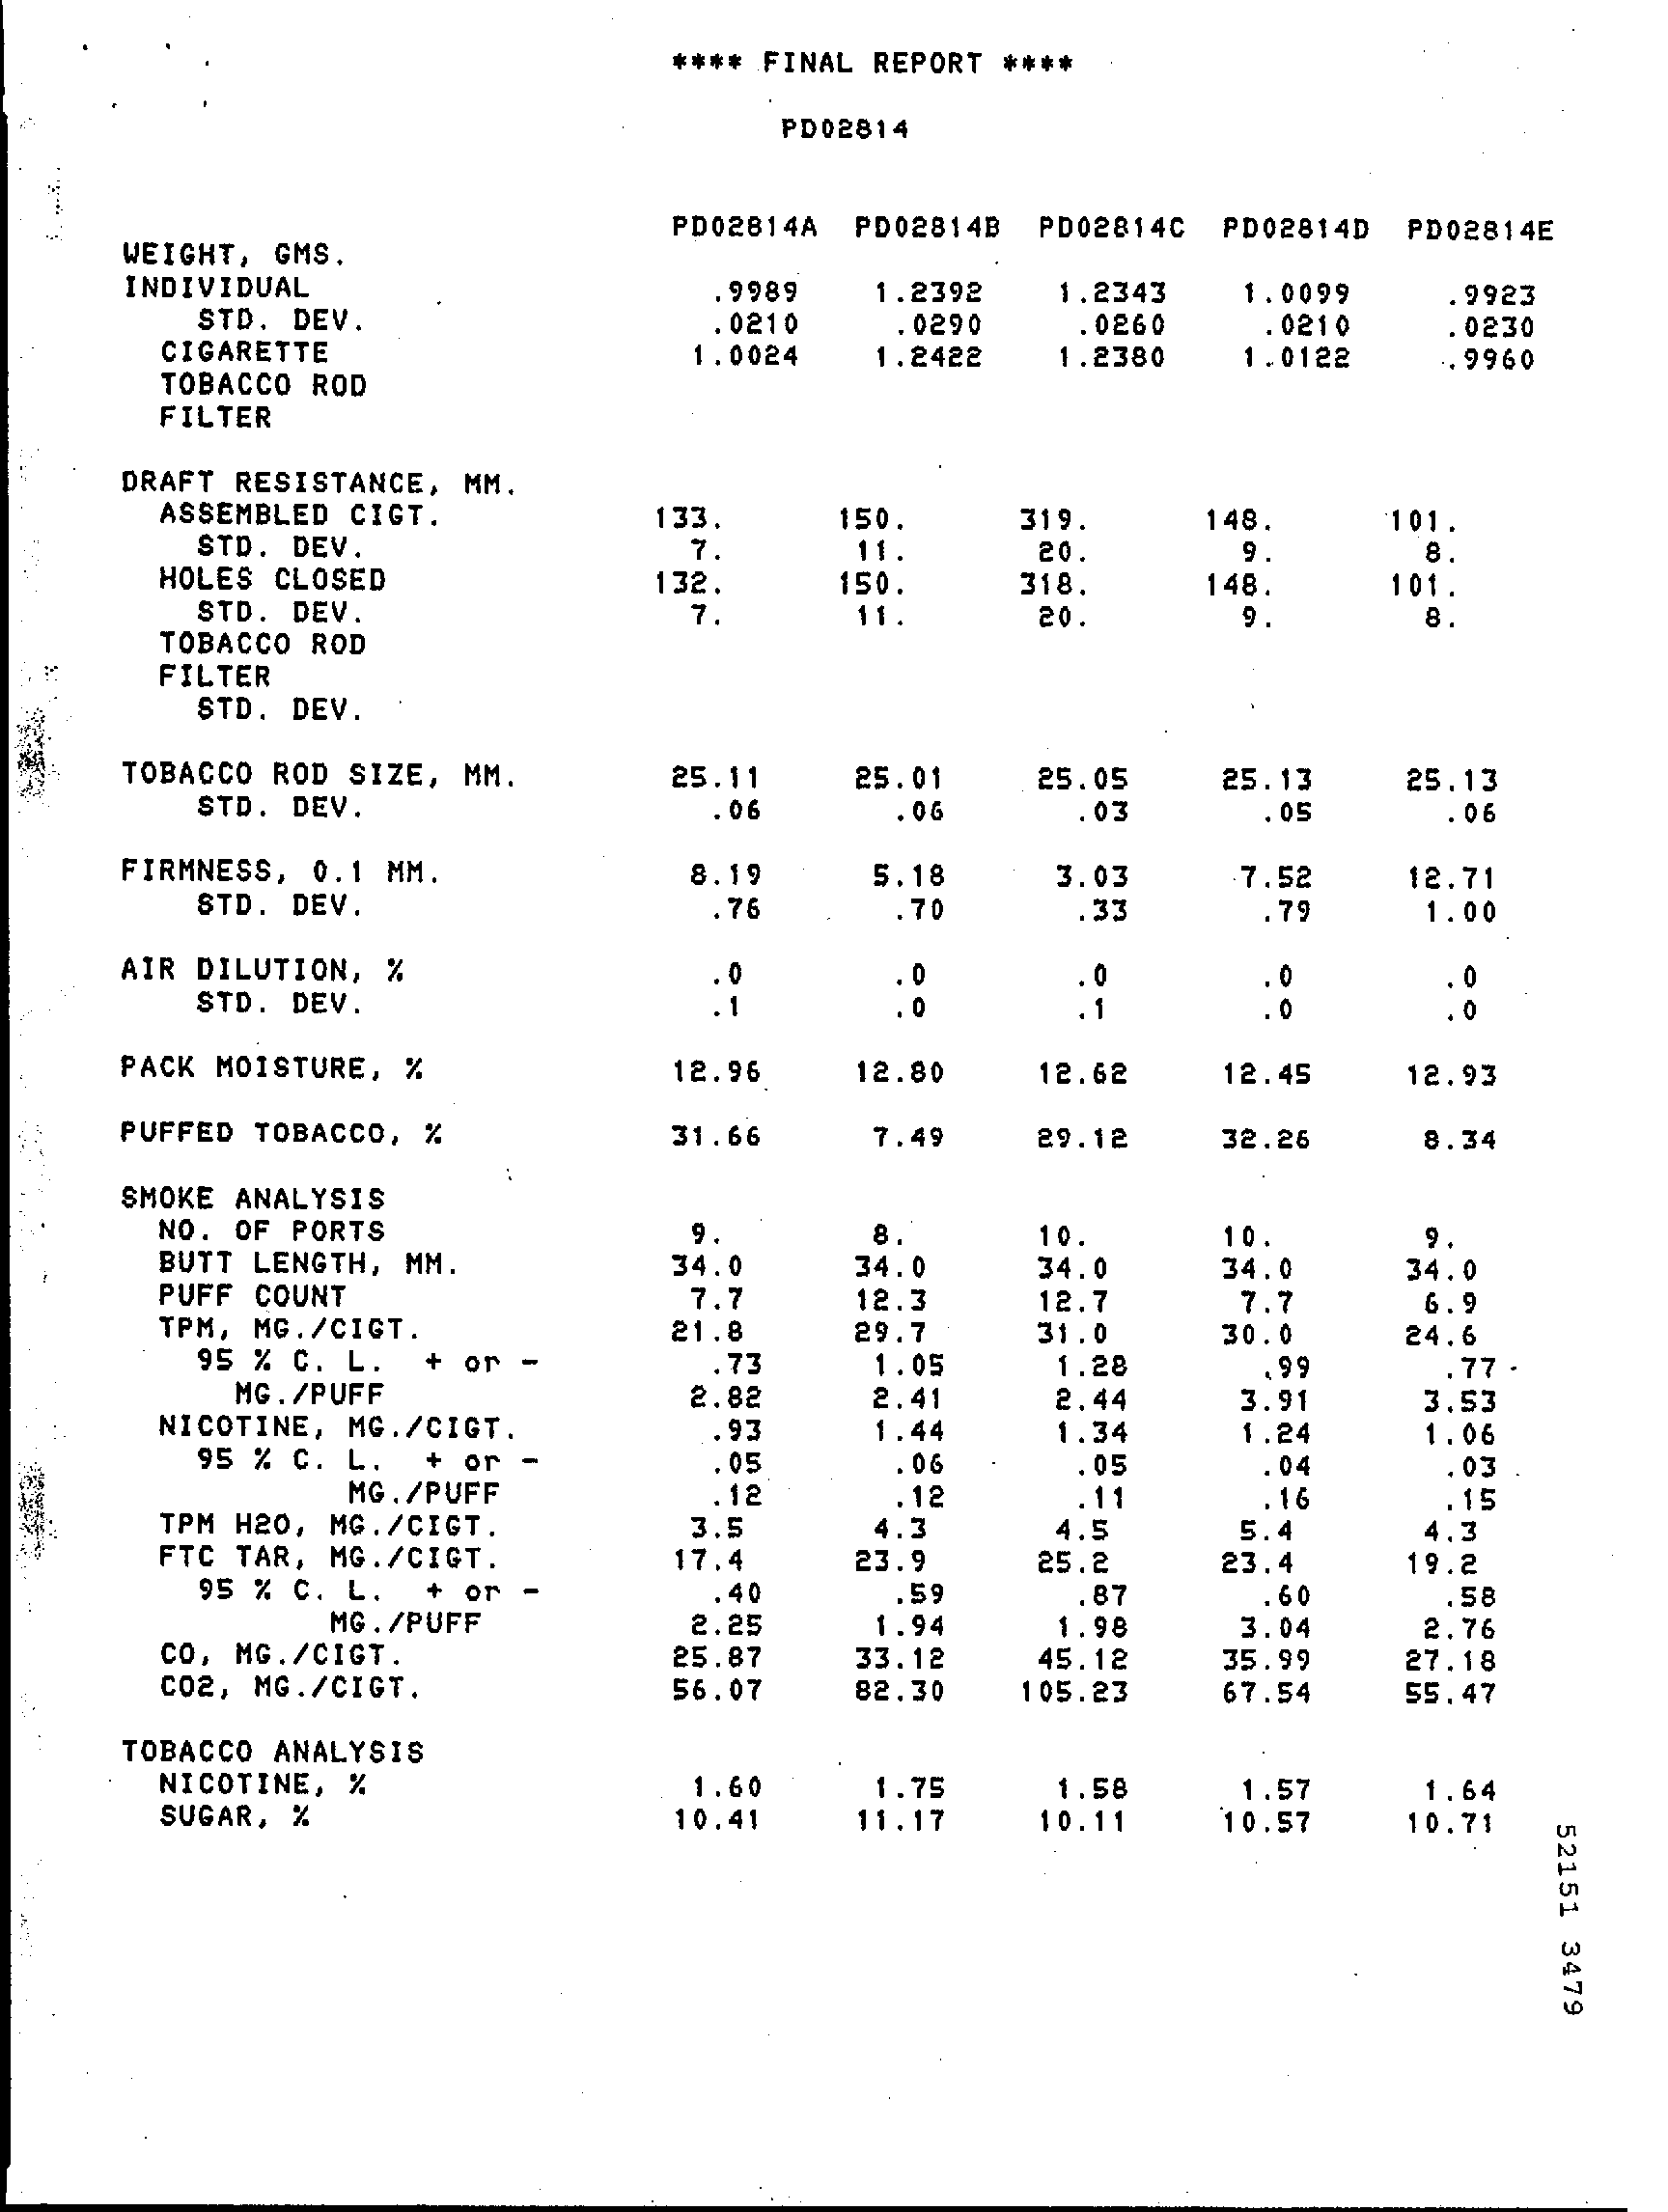 **** FINAL REPORT ****
PD02814
PD02814A PD02814B PD02814C PD02814D PD02814E
WEIGHT, GMS.
INDIVIDUAL .9989 1.2392 1.2343 1.0099 .9923
STD. DEV. .0210 .0290 .0260 .0210 .0230
CIGARETTE 1.0024 1.2422 1.2380 1.0122 .9960
TOBACCO ROD
FILTER
DRAFT RESISTANCE, MM.
ASSEMBLED CIGT. 133. 150. 319. 148. 101.
STD. DEV. 7. 11. 20. 9. 8.
HOLES CLOSED 132. 150. 318. 148. 101.
STD. DEV. 7. 11. 20. 9. 8.
TOBACCO ROD
FILTER
STD. DEV.
TOBACCO ROD SIZE, MM. 25.11 25.01 25.05 25.13 25.13
STD. DEV. .06 .06 .03 .05 .06
FIRMNESS, 0.1 MM. 8.19 5.18 3.03 7.52 12.71
STD. DEV. .76 .70 .33 .79 1.00
AIR DILUTION, % .0 .0 .0 .0 .0
STD. DEV. .1 .0 .1 .0 .0
PACK MOISTURE, % 12.96 12.80 12.62 12.45 12.93
PUFFED TOBACCO, % 31.66 7.49 29.12 32.26 8.34
SMOKE ANALYSIS
NO. OF PORTS 9. 8. 10. 10. 9.
BUTT LENGTH, MM. 34.0 34.0 34.0 34.0 34.0
PUFF COUNT 7.7 12.3 12.7 7.7 6.9
TPM, MG./CIGT. 21.8 29.7 31.0 30.0 24.6
95 % C. L. + or - .73 1.05 1.28 .99 .77
MG./PUFF 2.82 2.41 2.44 3.91 3.53
NICOTINE, MG./CIGT. .93 1.44 1.34 1.24 1.06
95 % C. L. + or - .05 .06 .05 .04 .03
MG./PUFF .12 .12 .11 .16 .15
TPM H2O, MG./CIGT. 3.5 4.3 4.5 5.4 4.3
FTC TAR, MG./CIGT. 17.4 23.9 25.2 23.4 19.2
95 % C. L. + or - .40 .59 .87 .60 .58
MG./PUFF 2.25 1.94 1.98 3.04 2.76
CO, MG./CIGT. 25.87 33.12 45.12 35.99 27.18
CO2, MG./CIGT. 56.07 82.30 105.23 67.54 55.47
TOBACCO ANALYSIS
NICOTINE, % 1.60 1.75 1.58 1.57 1.64
SUGAR, % 10.41 11.17 10.11 10.57 10.71
52151 3479